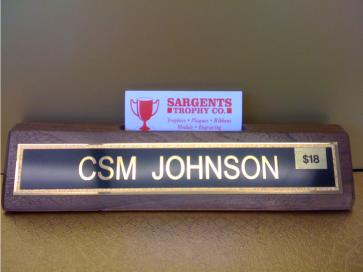 SARGENTS
TROPHY CO.
Trophies • Plaques • Ribbons
Medals • Engraving
CSM JOHNSON
$18